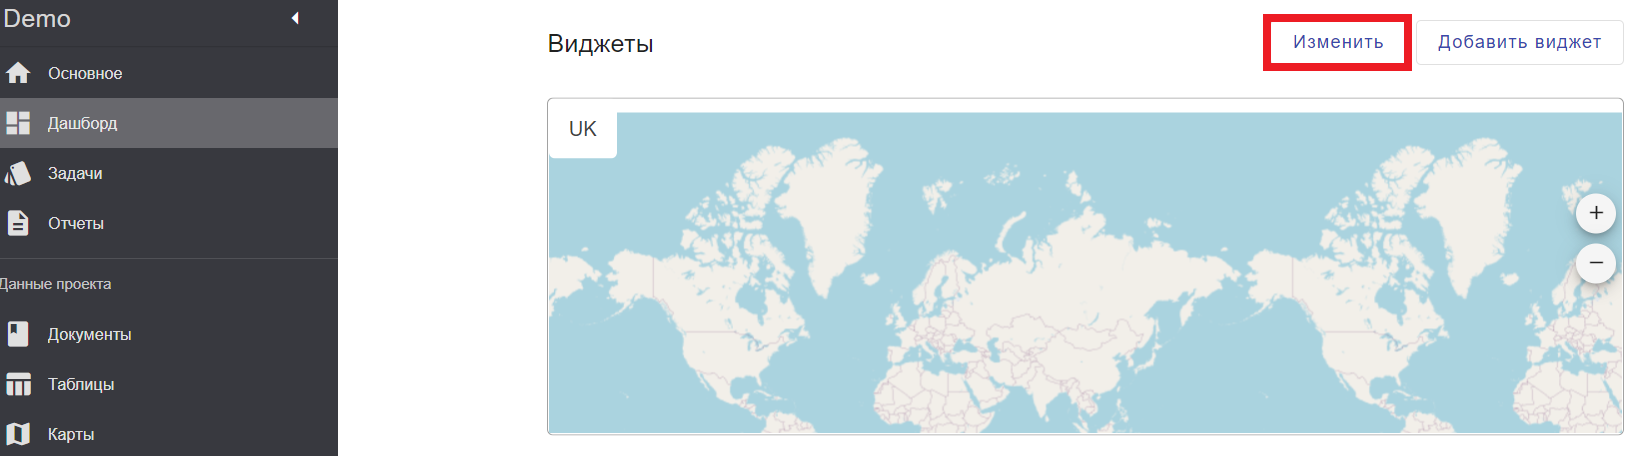 Demo
Основное
Дашборд
Задачи
Отчеты
Данные проекта
Документы
Таблицы
Карты
Виджеты
Изменить
Добавить виджет
UK
+
−